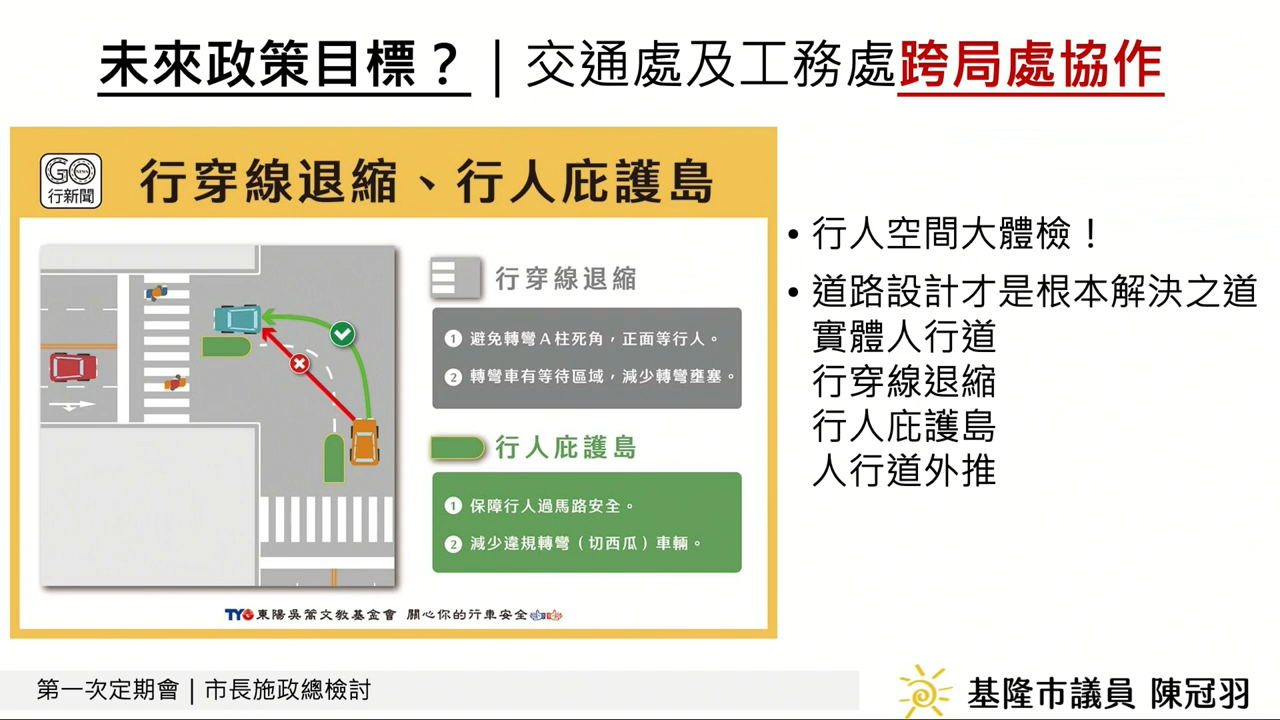 未來政策目標？｜交通處及工務處跨局處協作
GO NEWS
行新聞
行穿線退縮、行人庇護島
行穿線退縮
1 避免轉彎A柱死角，正面等行人。
2 轉彎車有等待區域，減少轉彎壅塞。
行人庇護島
1 保障行人過馬路安全。
2 減少違規轉彎（切西瓜）車輛。
TYG 東陽吳篙文教基金會 關心你的行車安全
• 行人空間大體檢！
• 道路設計才是根本解決之道
實體人行道
行穿線退縮
行人庇護島
人行道外推
第一次定期會｜市長施政總檢討
基隆市議員 陳冠羽